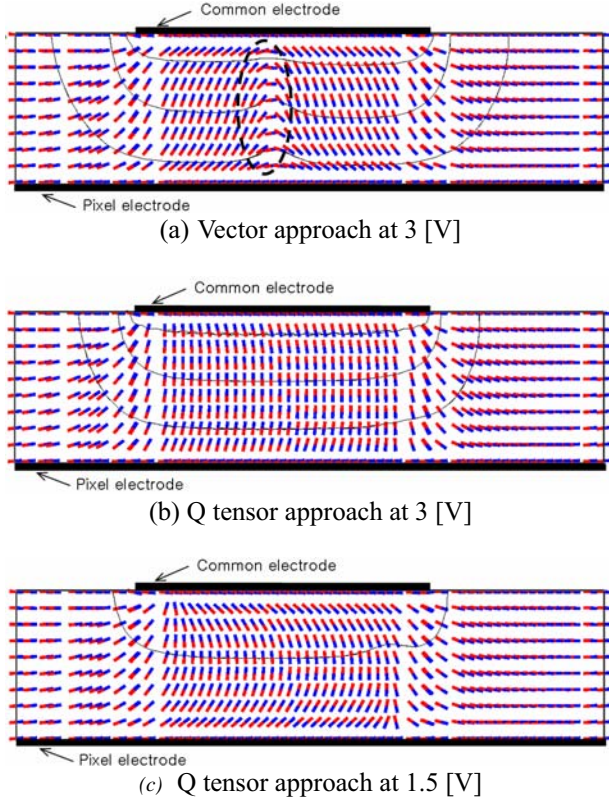 Common electrode
Pixel electrode
(a) Vector approach at 3 [V]
Common electrode
Pixel electrode
(b) Q tensor approach at 3 [V]
Common electrode
Pixel electrode
(c) Q tensor approach at 1.5 [V]